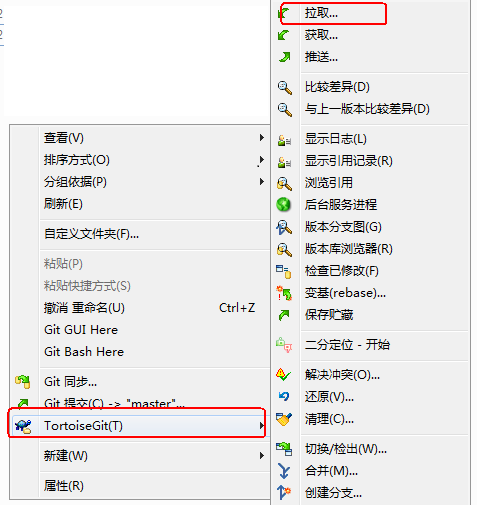 2
2
查看(V)
排序方式(O)
分组依据(P)
刷新(E)
自定义文件夹(F)...
粘贴(P)
粘贴快捷方式(S)
撤消 重命名(U) Ctrl+Z
Git GUI Here
Git Bash Here
Git 同步...
Git 提交(C) -> "master"...
TortoiseGit(T)
新建(W)
属性(R)
拉取...
获取...
推送...
比较差异(D)
与上一版本比较差异(D)
显示日志(L)
显示引用记录(R)
浏览引用
后台服务进程
版本分支图(G)
版本库浏览器(R)
检查已修改(F)
变基(rebase)...
保存贮藏
二分定位 - 开始
解决冲突(O)...
还原(V)...
清理(C)...
切换/检出(W)...
合并(M)...
创建分支...